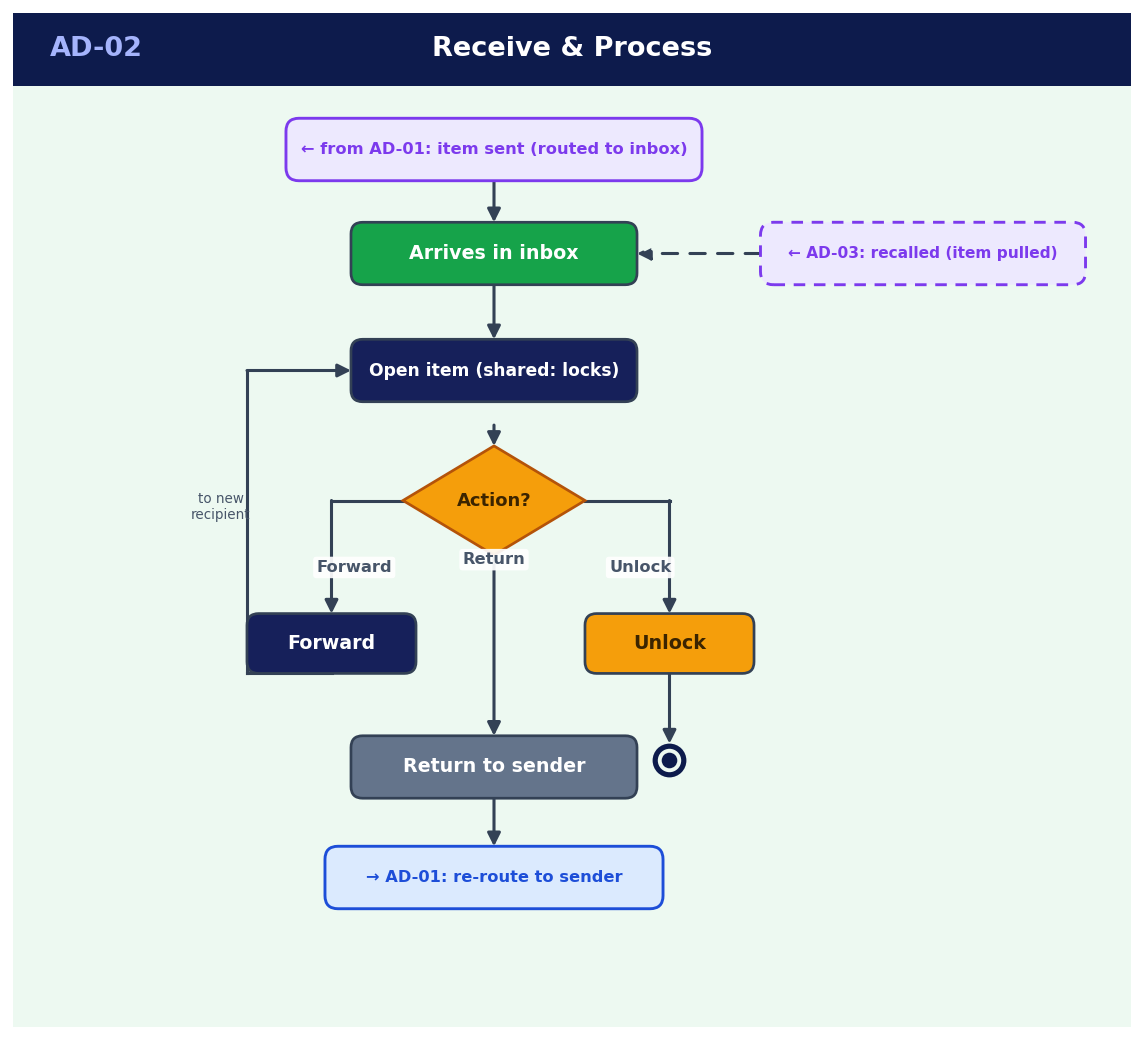 AD-02
Receive & Process
← from AD-01: item sent (routed to inbox)
Arrives in inbox
← AD-03: recalled (item pulled)
Open item (shared: locks)
to new
recipient
Action?
Forward
Return
Unlock
Forward
Unlock
Return to sender
→ AD-01: re-route to sender